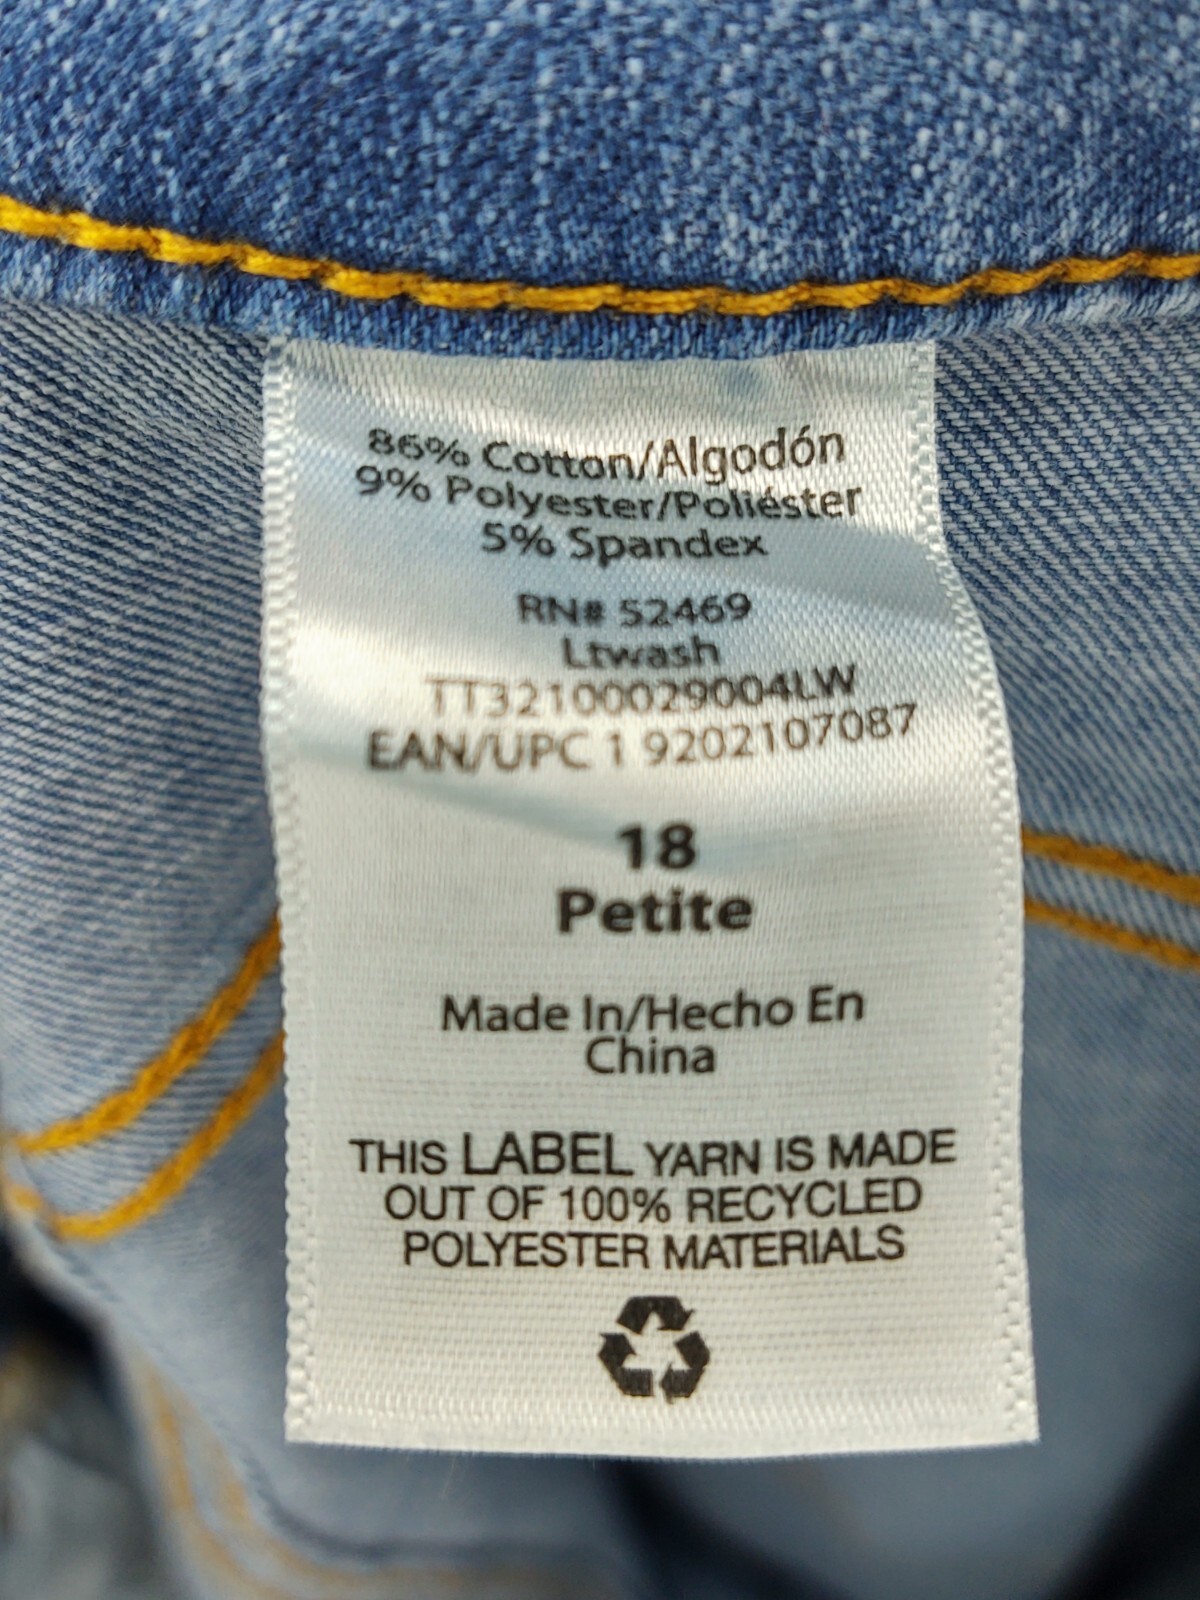 86% Cotton/Algodón
9% Polyester/Poliéster
5% Spandex
RN# 52469
Ltwash
TT32100029004LW
EAN/UPC 1 9202107087
18
Petite
Made In/Hecho En
China
THIS LABEL YARN IS MADE
OUT OF 100% RECYCLED
POLYESTER MATERIALS